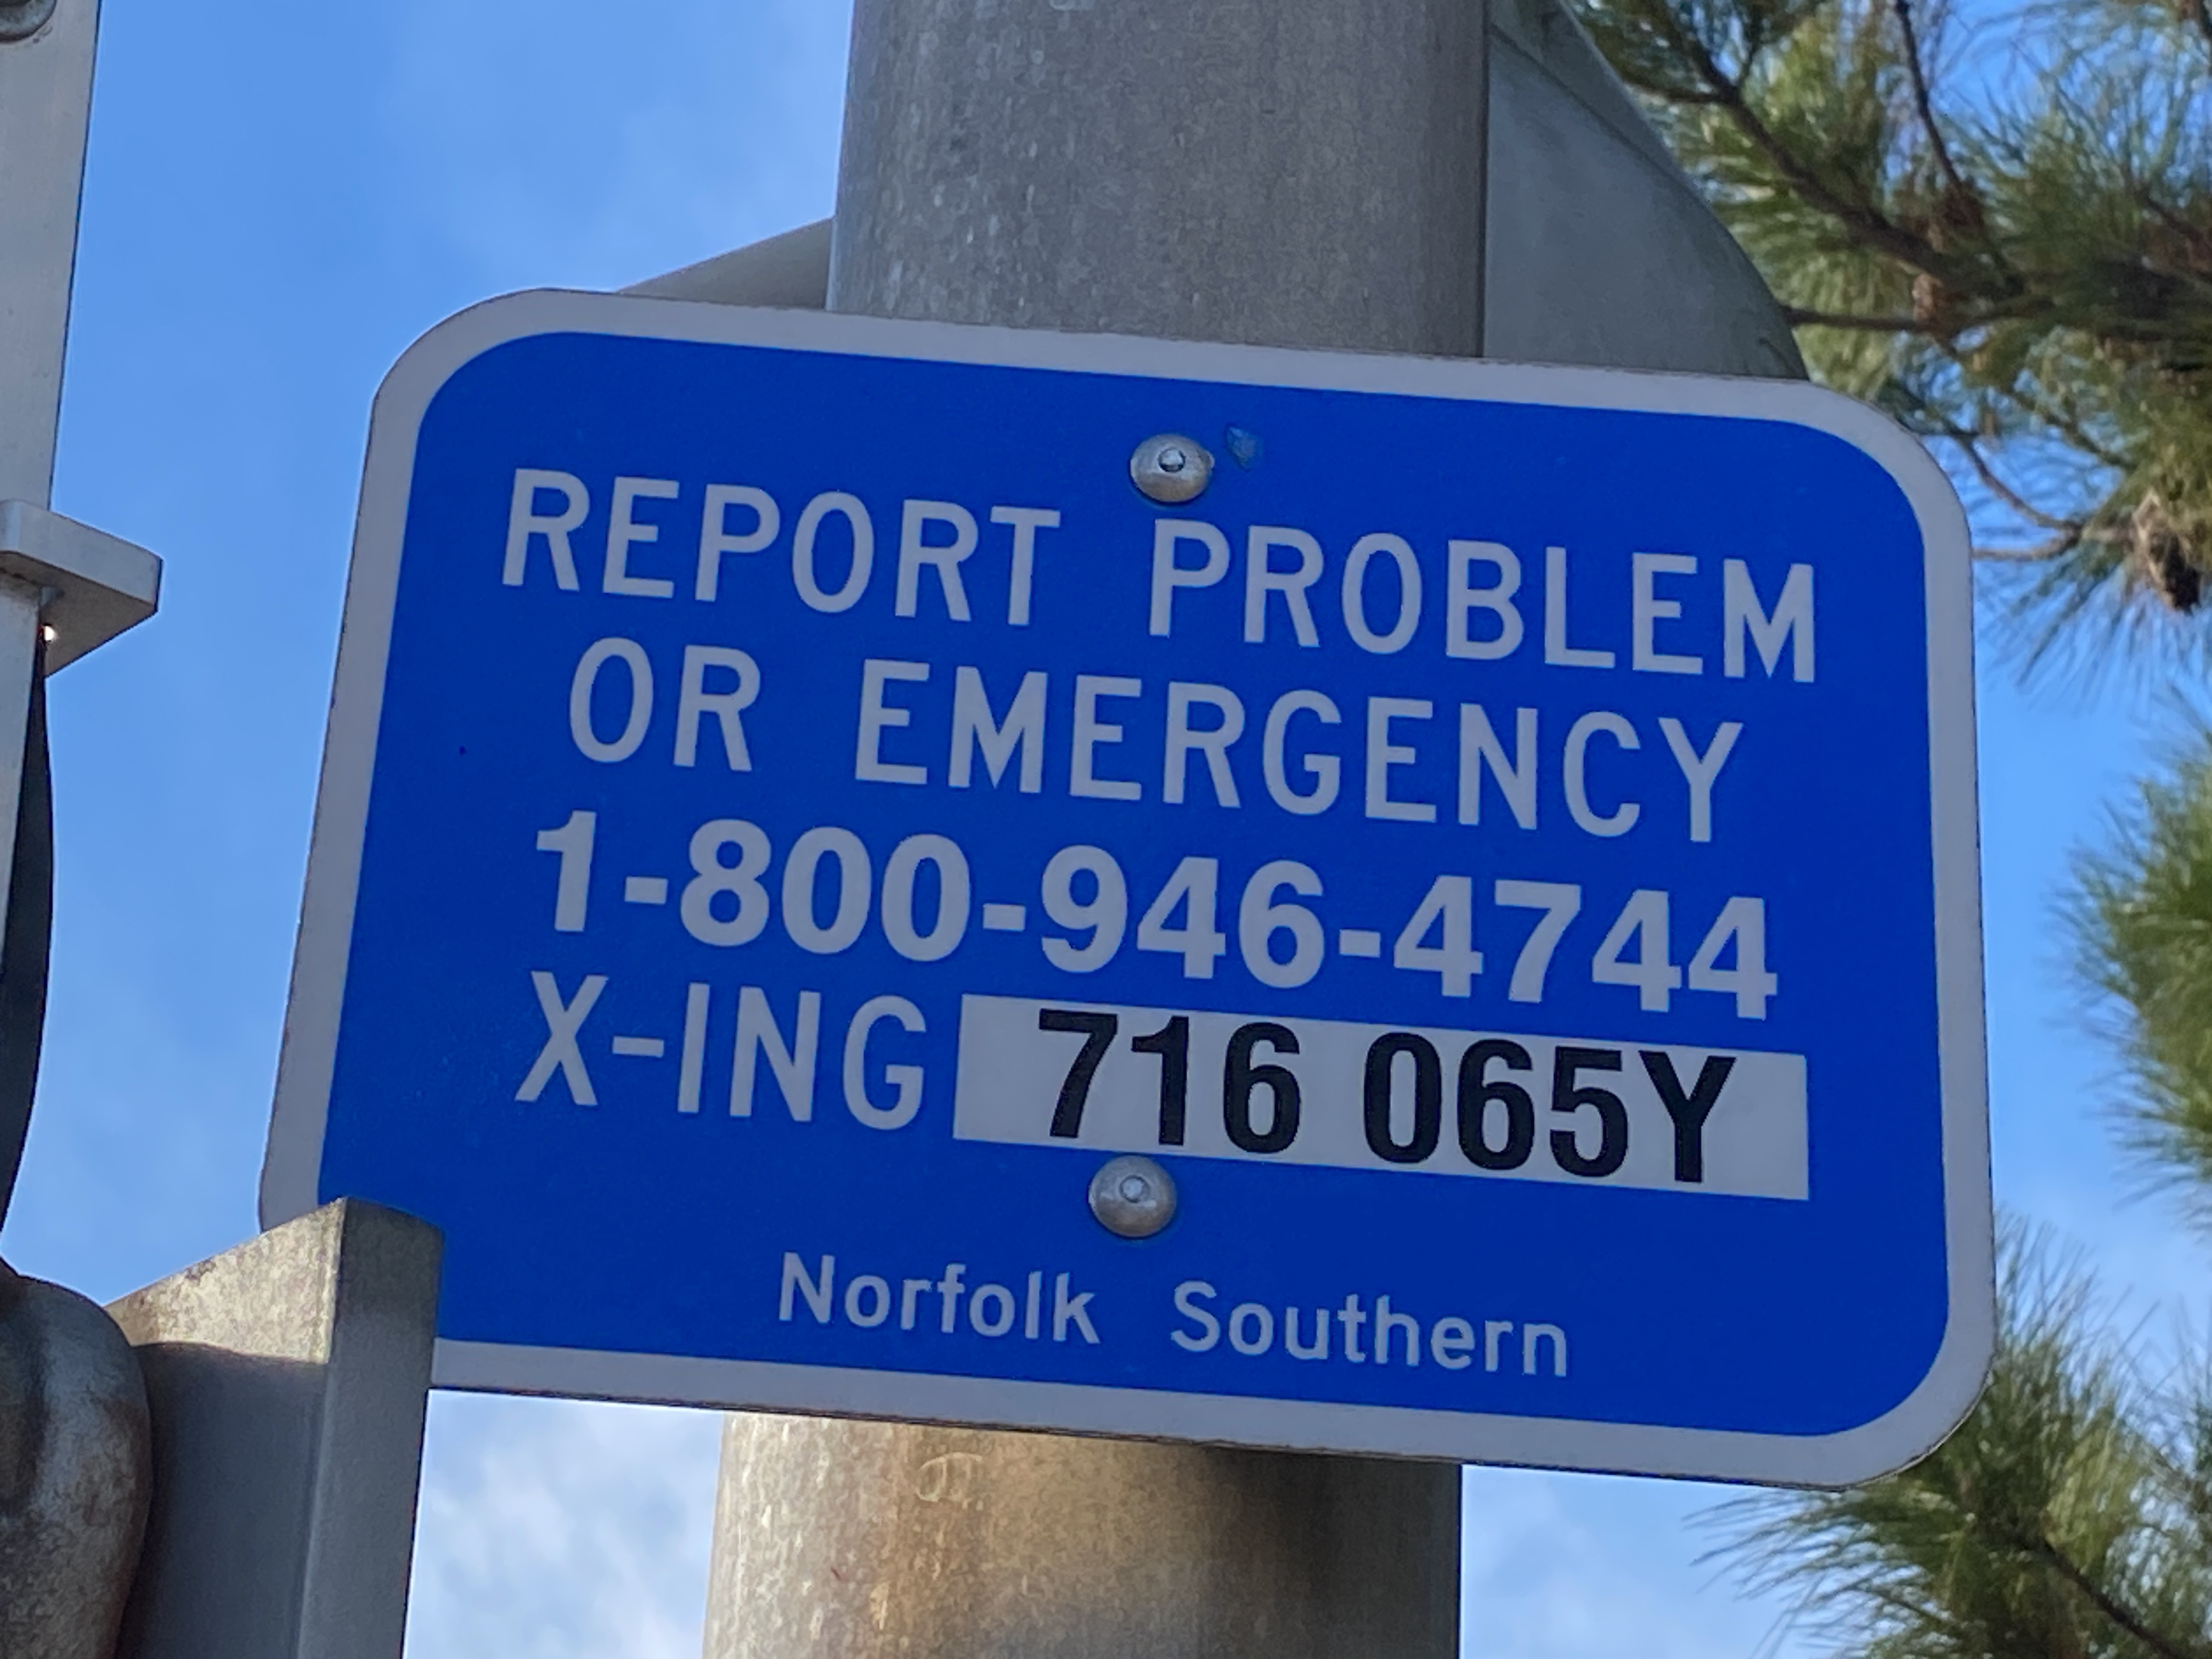 REPORT PROBLEM
OR EMERGENCY
1-800-946-4744
X-ING 716 065Y
Norfolk Southern